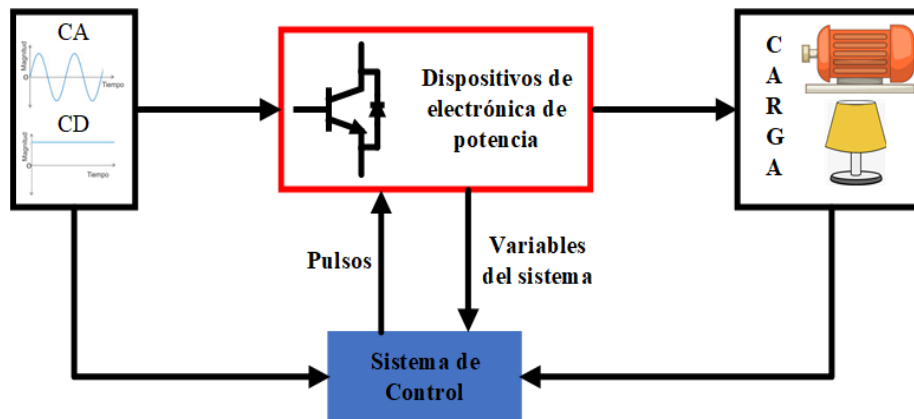 CA
Magnitud
O
Tiempo
CD
Magnitud
O
Tiempo
Dispositivos de
electrónica de
potencia
C
A
R
G
A
Pulsos
Variables
del sistema
Sistema de
Control